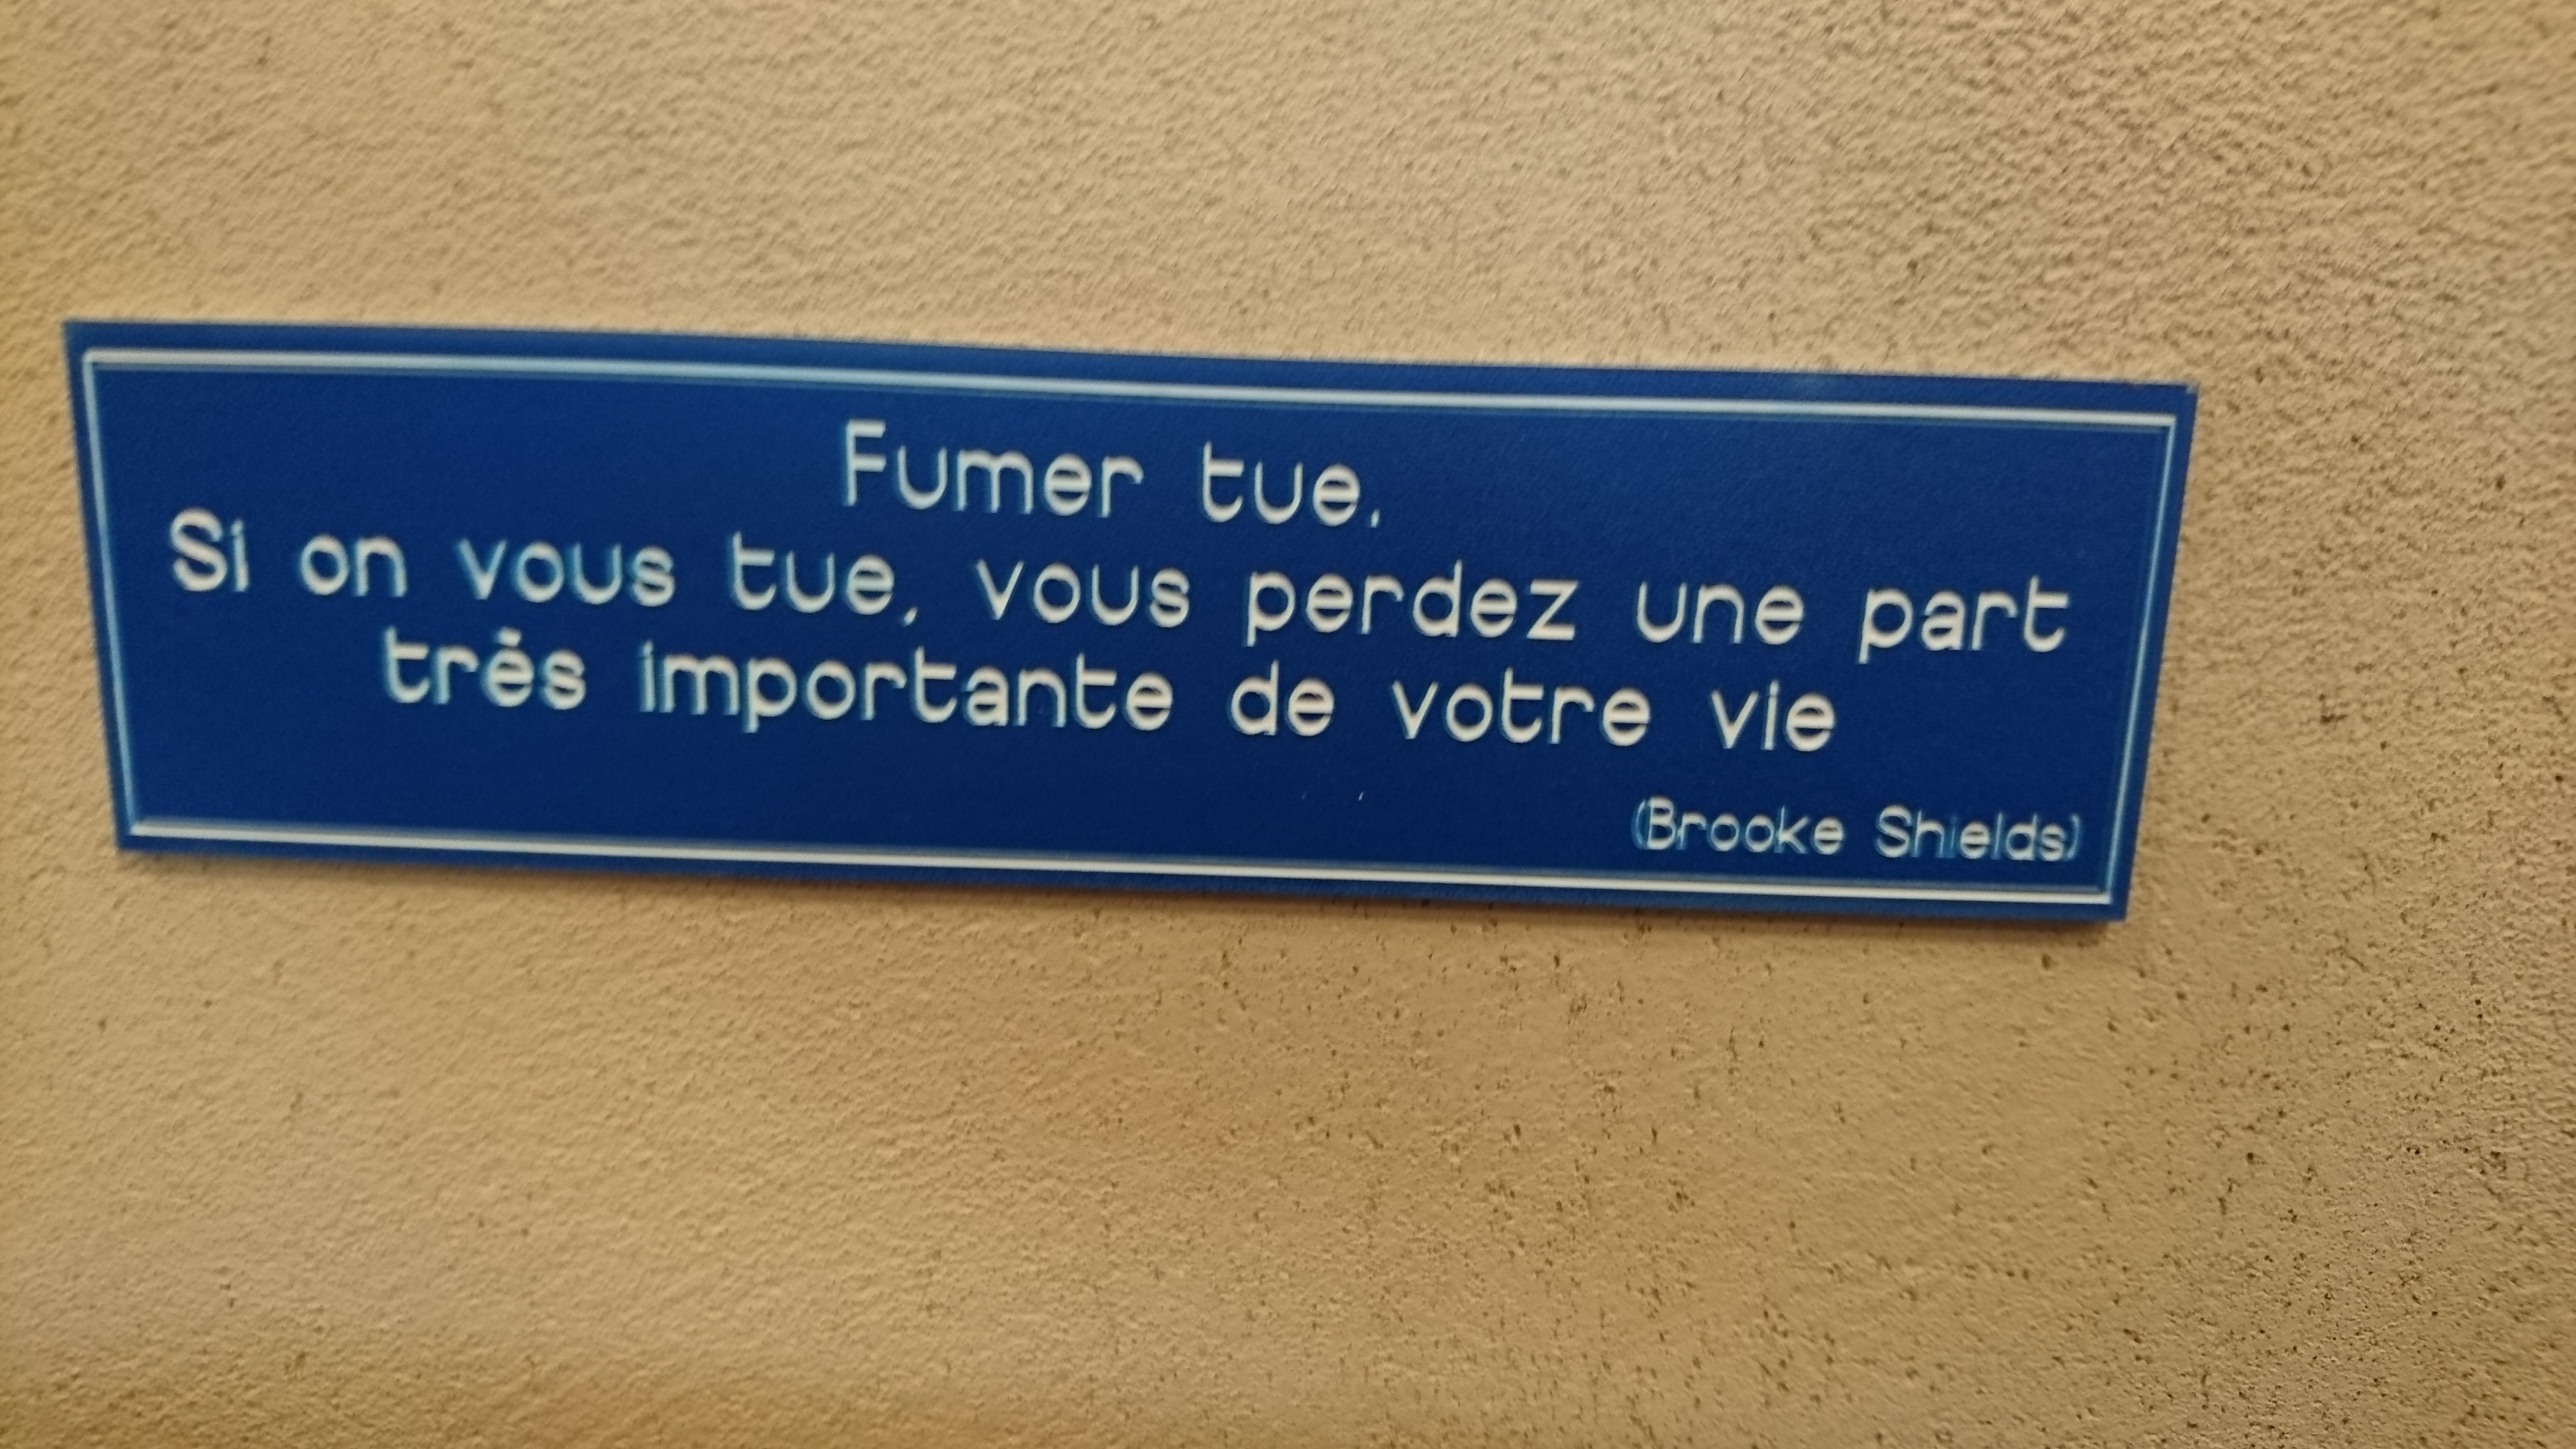 Fumer tue.
Si on vous tue, vous perdez une part
très importante de votre vie
(Brooke Shields)